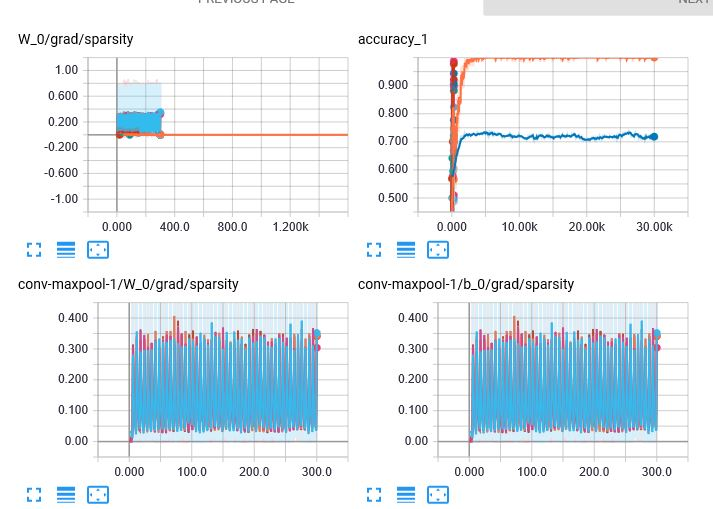 PREVIOUS PAGE
NEXT
W_0/grad/sparsity
1.00
0.600
0.200
-0.200
-0.600
-1.00
0.000 400.0 800.0 1.200k
accuracy_1
0.900
0.800
0.700
0.600
0.500
0.000 10.00k 20.00k 30.00k
conv-maxpool-1/W_0/grad/sparsity
0.400
0.300
0.200
0.100
0.00
0.000 100.0 200.0 300.0
conv-maxpool-1/b_0/grad/sparsity
0.400
0.300
0.200
0.100
0.00
0.000 100.0 200.0 300.0